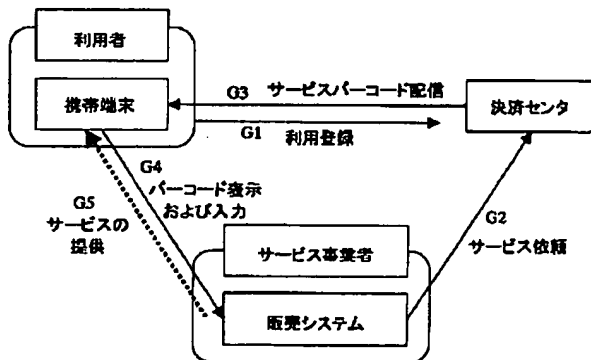 利用者
携帯端末
G3 サービスバーコード配信
決済センタ
G1 利用登録
G4
バーコード表示
および入力
G5
サービスの
提供
G2
サービス依頼
サービス事業者
販売システム